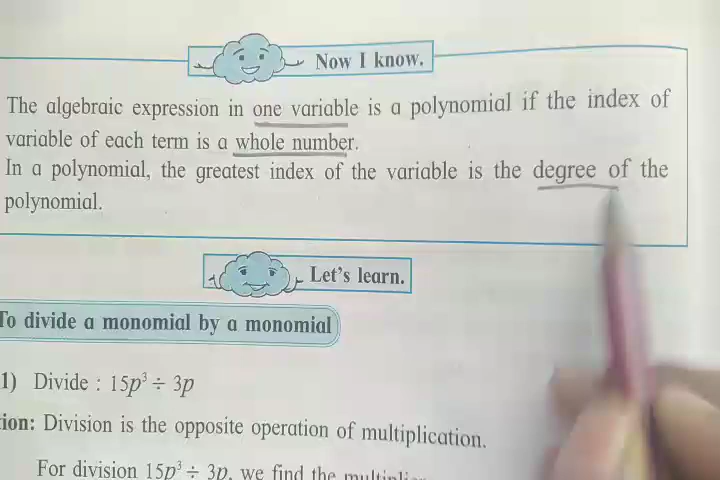 Now I know.
The algebraic expression in one variable is a polynomial if the index of
variable of each term is a whole number.
In a polynomial, the greatest index of the variable is the degree of the
polynomial.
Let's learn.
To divide a monomial by a monomial
1) Divide : 15p³ ÷ 3p
tion: Division is the opposite operation of multiplication.
For division 15p³ ÷ 3p, we find the